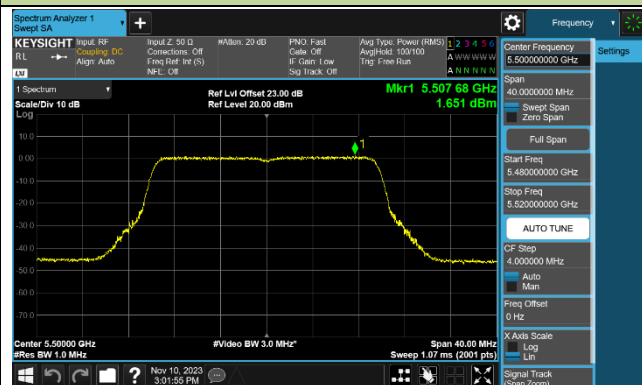 Spectrum Analyzer 1
Swept SA
Frequency
KEYSIGHT
RL
LXI
Input: RF
Coupling: DC
Align: Auto
Input Z: 50 Ω
Corrections: Off
Freq Ref: Int (S)
NFE: Off
#Atten: 20 dB
PNO: Fast
Gate: Off
IF Gain: Low
Sig Track: Off
Avg Type: Power (RMS)
Avg|Hold: 100/100
Trig: Free Run
1 2 3 4 5 6
A W W W W W
A N N N N N
1 Spectrum
Scale/Div 10 dB
Log
Ref Lvl Offset 23.00 dB
Ref Level 20.00 dBm
Mkr1 5.507 68 GHz
1.651 dBm
1
10.0
0.00
-10.0
-20.0
-30.0
-40.0
-50.0
-60.0
-70.0
Center 5.50000 GHz
#Res BW 1.0 MHz
#Video BW 3.0 MHz*
Span 40.00 MHz
Sweep 1.07 ms (2001 pts)
?
Nov 10, 2023
3:01:55 PM
Center Frequency
5.500000000 GHz
Span
40.0000000 MHz
Swept Span
Zero Span
Full Span
Start Freq
5.480000000 GHz
Stop Freq
5.520000000 GHz
AUTO TUNE
CF Step
4.000000 MHz
Auto
Man
Freq Offset
0 Hz
X Axis Scale
Log
Lin
Signal Track
(Span Zoom)
Settings